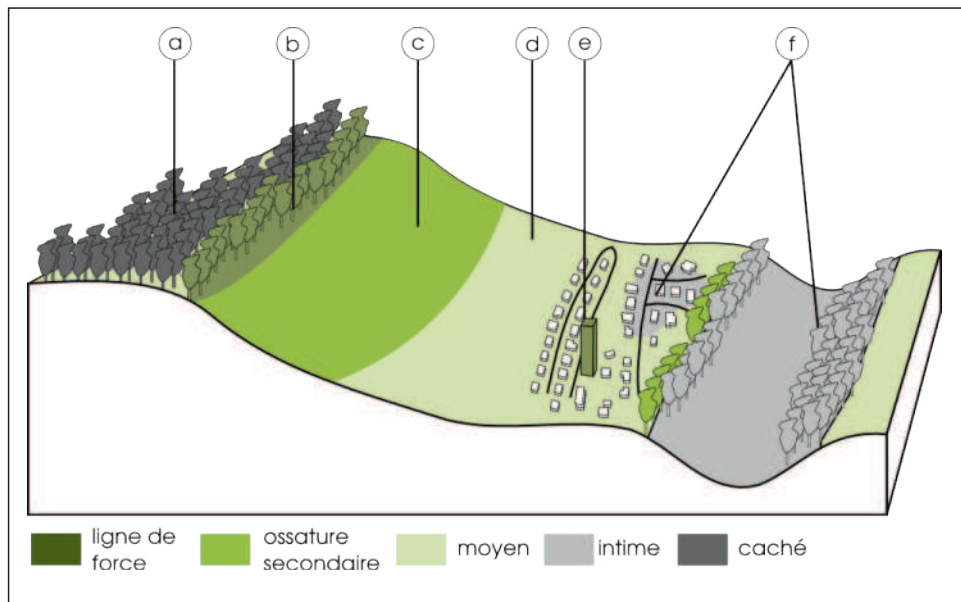 a b c d e f
ligne de force
ossature secondaire
moyen
intime
caché